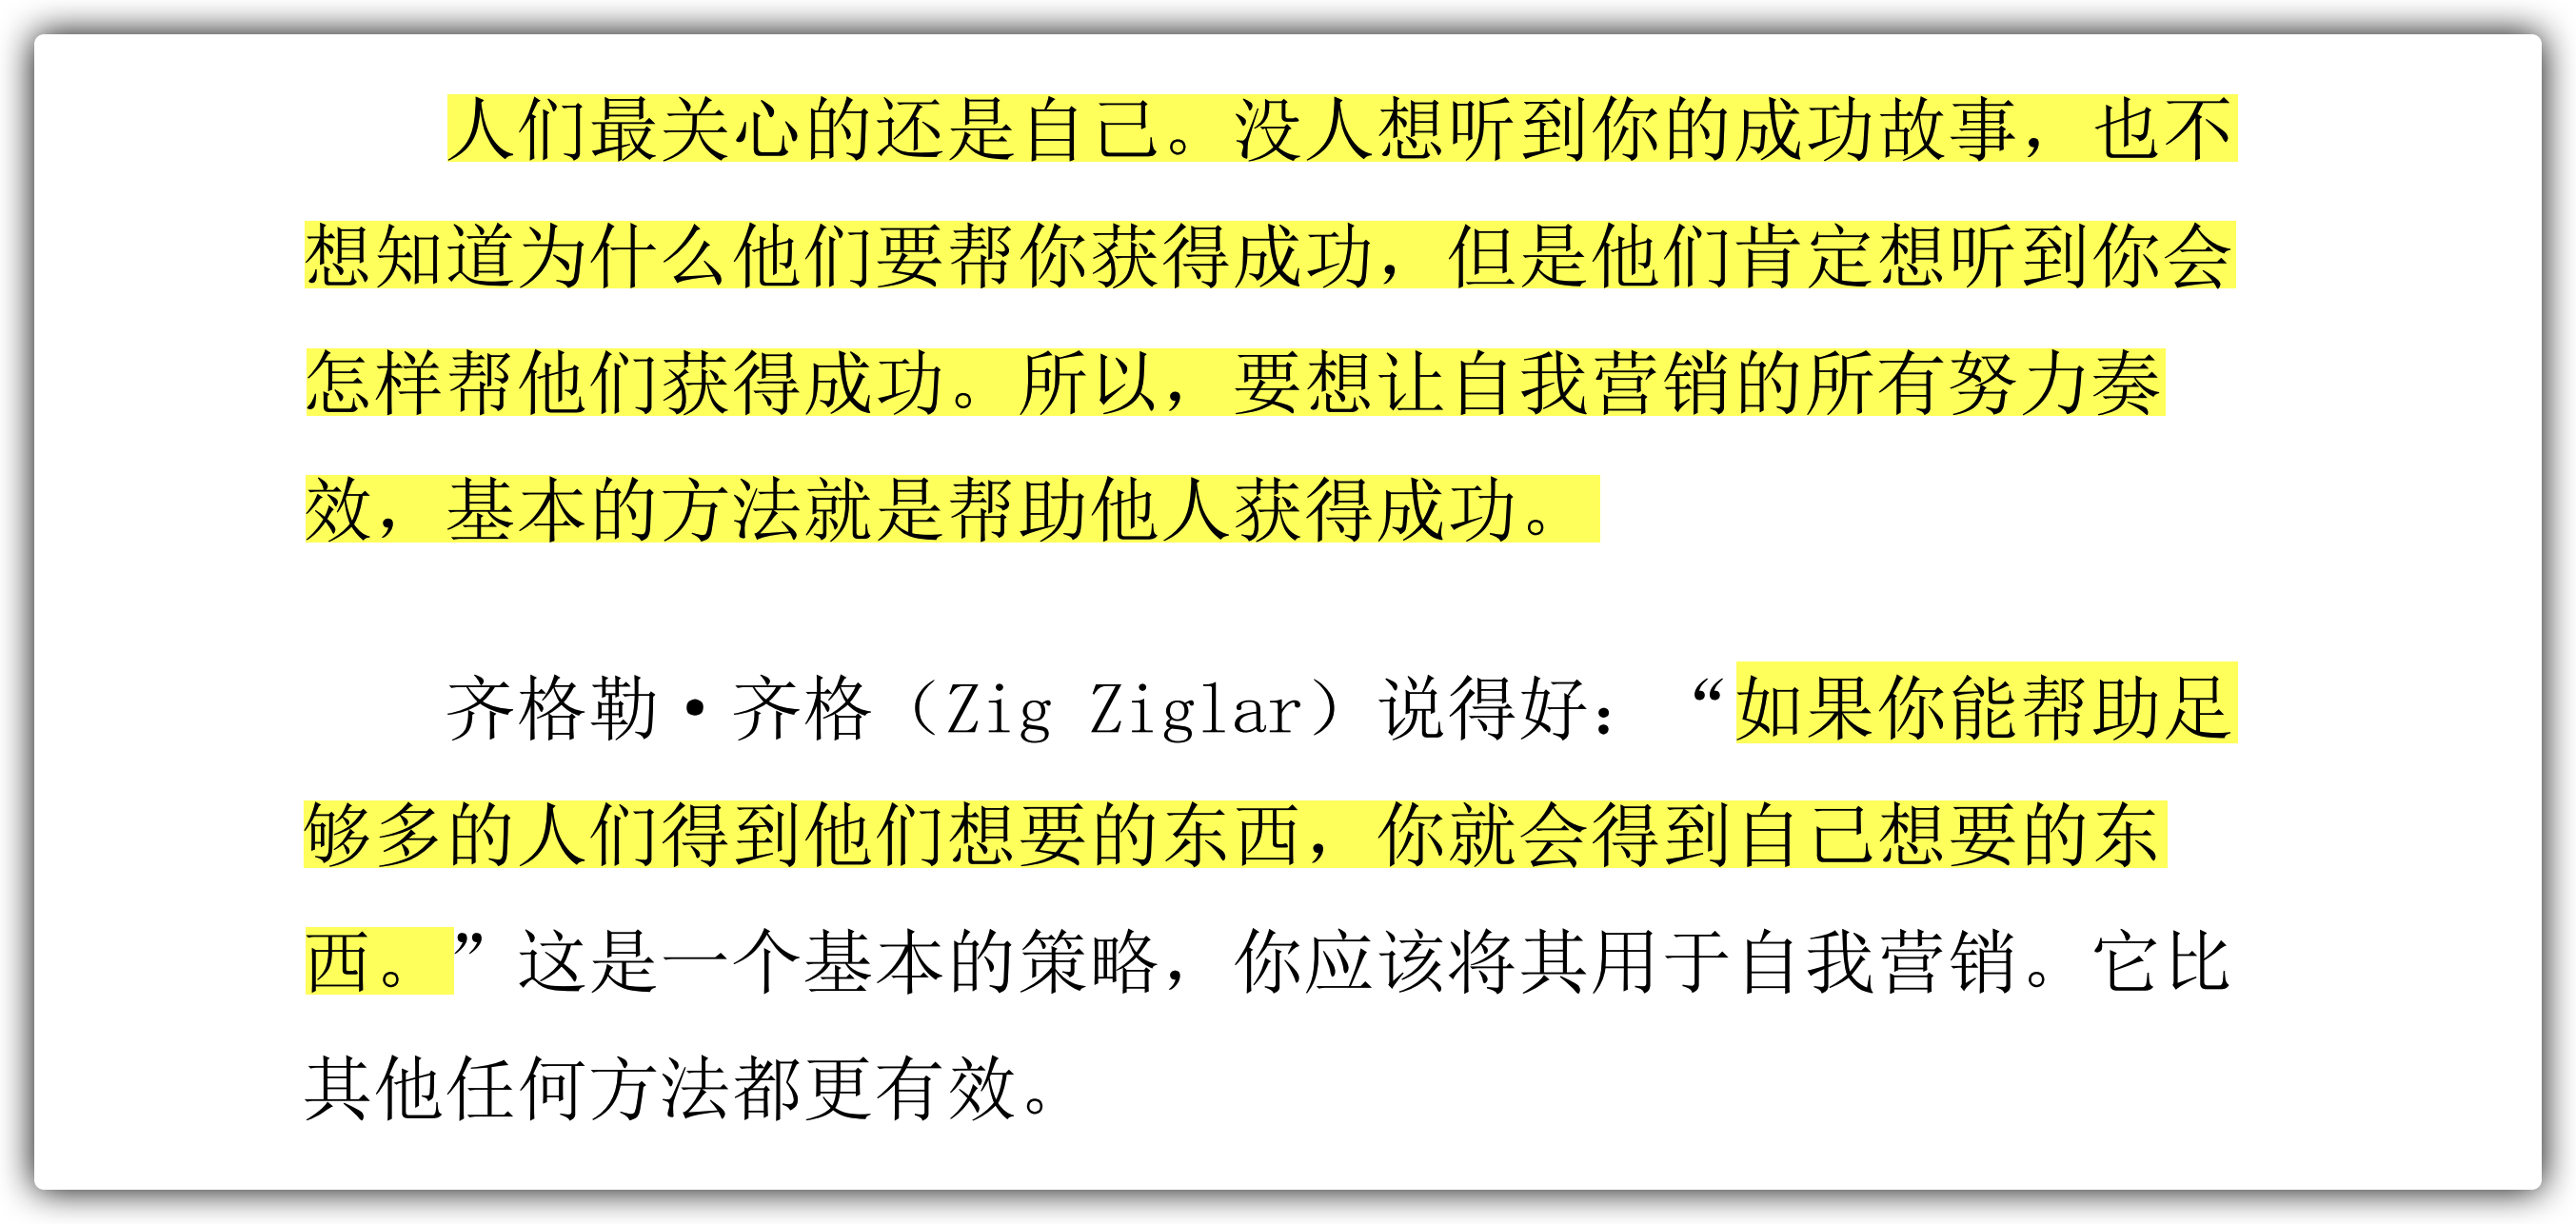 人们最关心的还是自己。没人想听到你的成功故事，也不
想知道为什么他们要帮你获得成功，但是他们肯定想听到你会
怎样帮他们获得成功。所以，要想让自我营销的所有努力奏
效，基本的方法就是帮助他人获得成功。
齐格勒·齐格（Zig Ziglar）说得好：“如果你能帮助足
够多的人们得到他们想要的东西，你就会得到自己想要的东
西。”这是一个基本的策略，你应该将其用于自我营销。它比
其他任何方法都更有效。